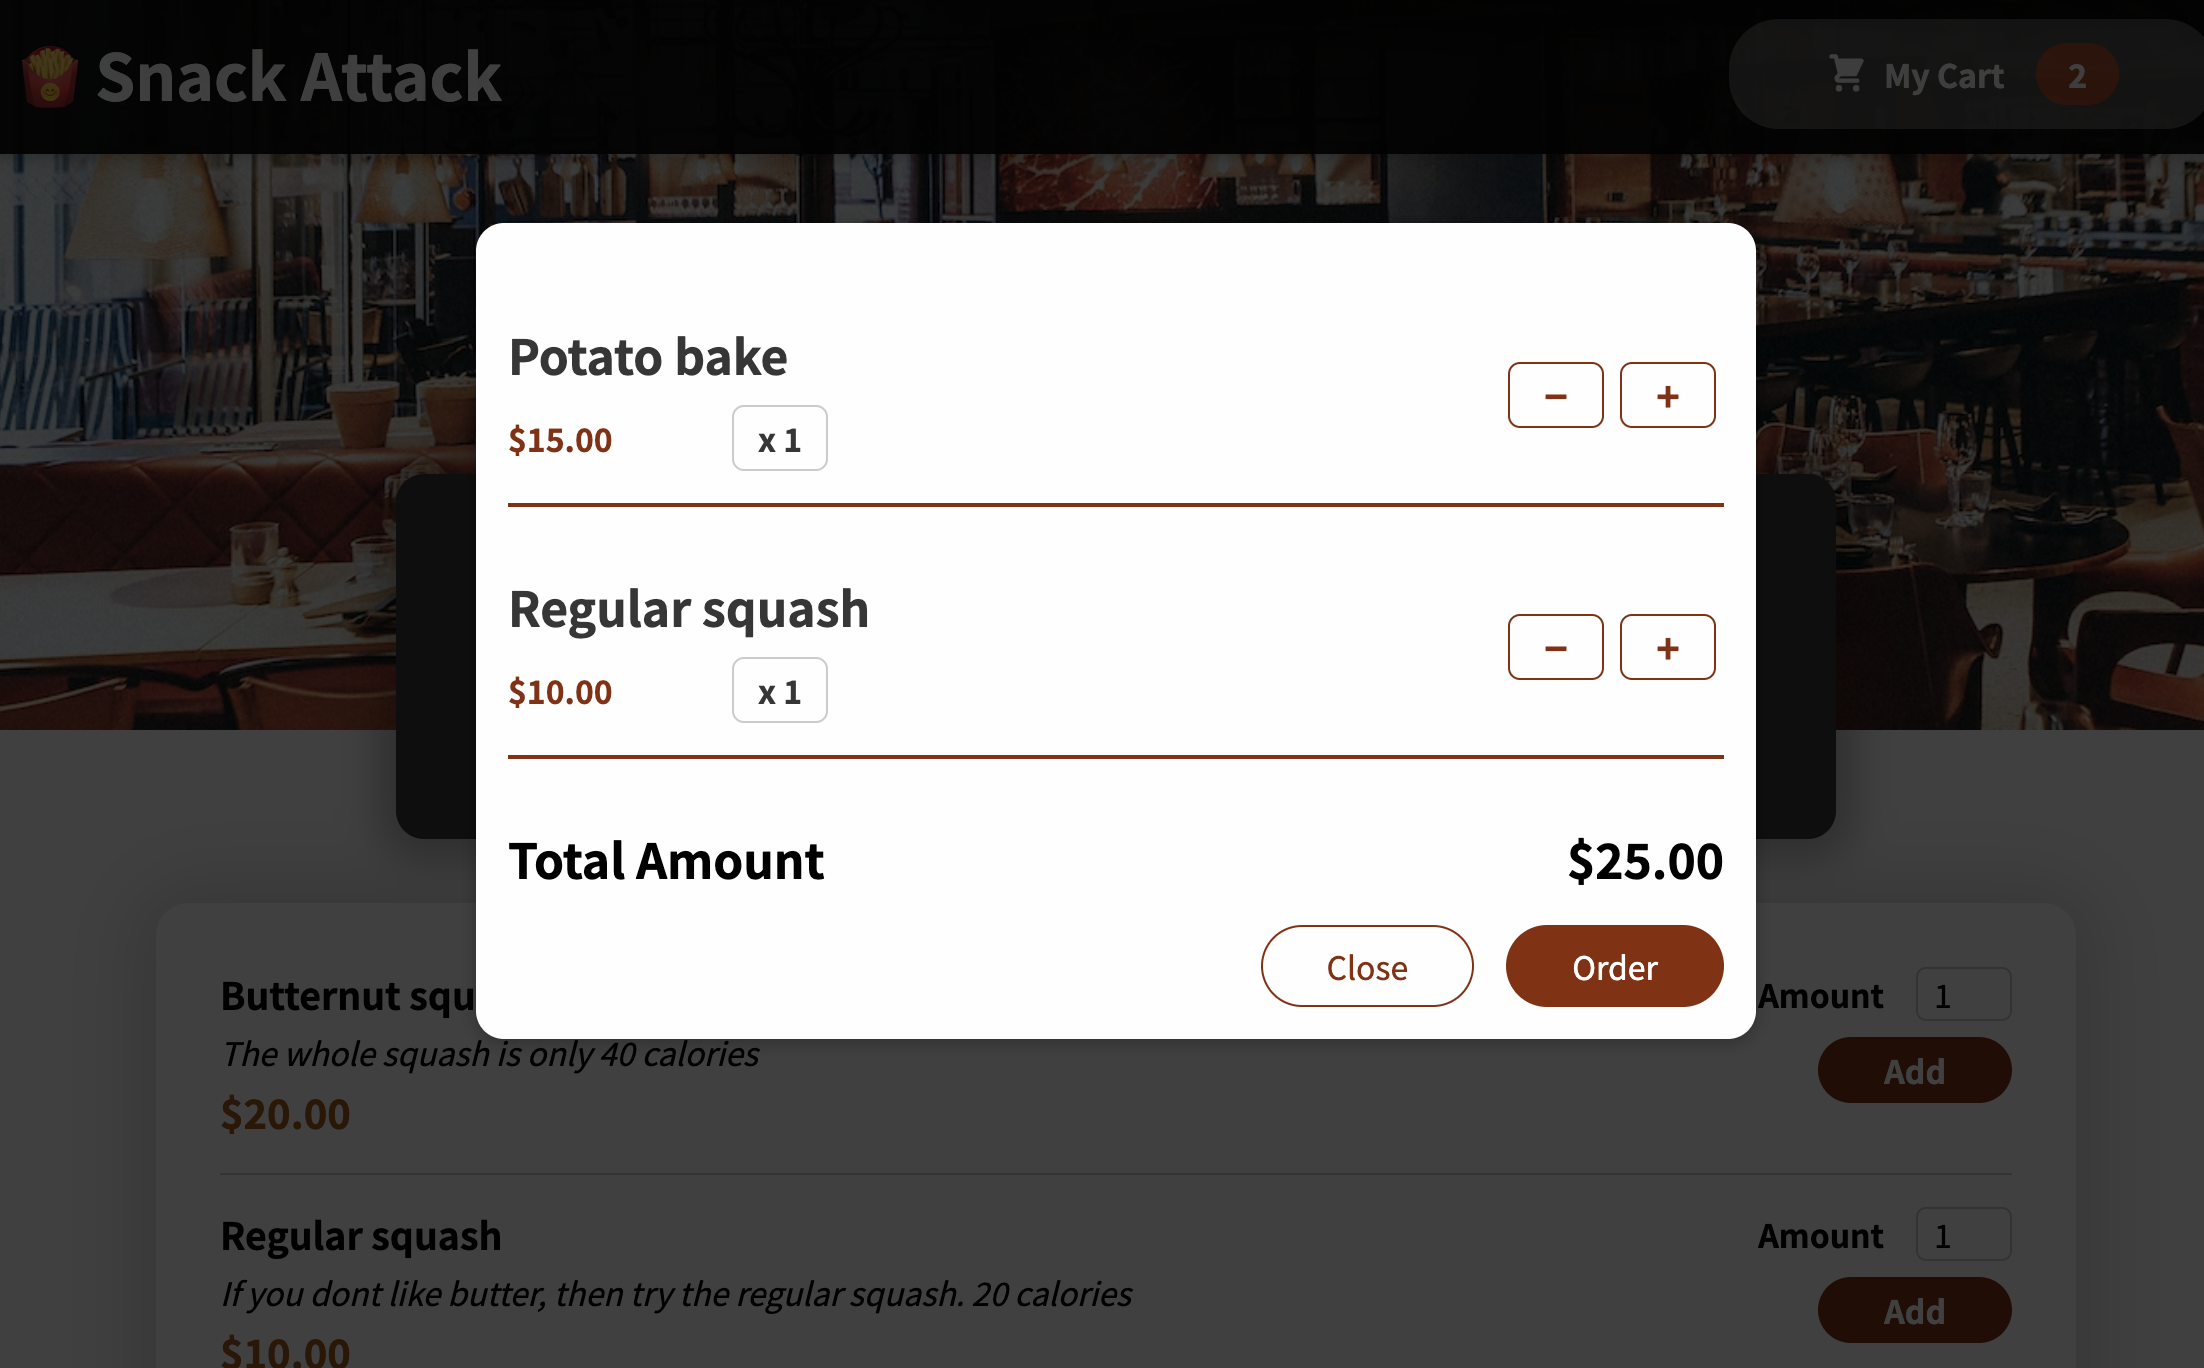 Snack Attack
My Cart 2
Potato bake
− +
$15.00 x 1
Regular squash
− +
$10.00 x 1
Total Amount $25.00
Close Order
Butternut squ
Amount 1
The whole squash is only 40 calories
Add
$20.00
Regular squash
Amount 1
If you dont like butter, then try the regular squash. 20 calories
Add
$10.00